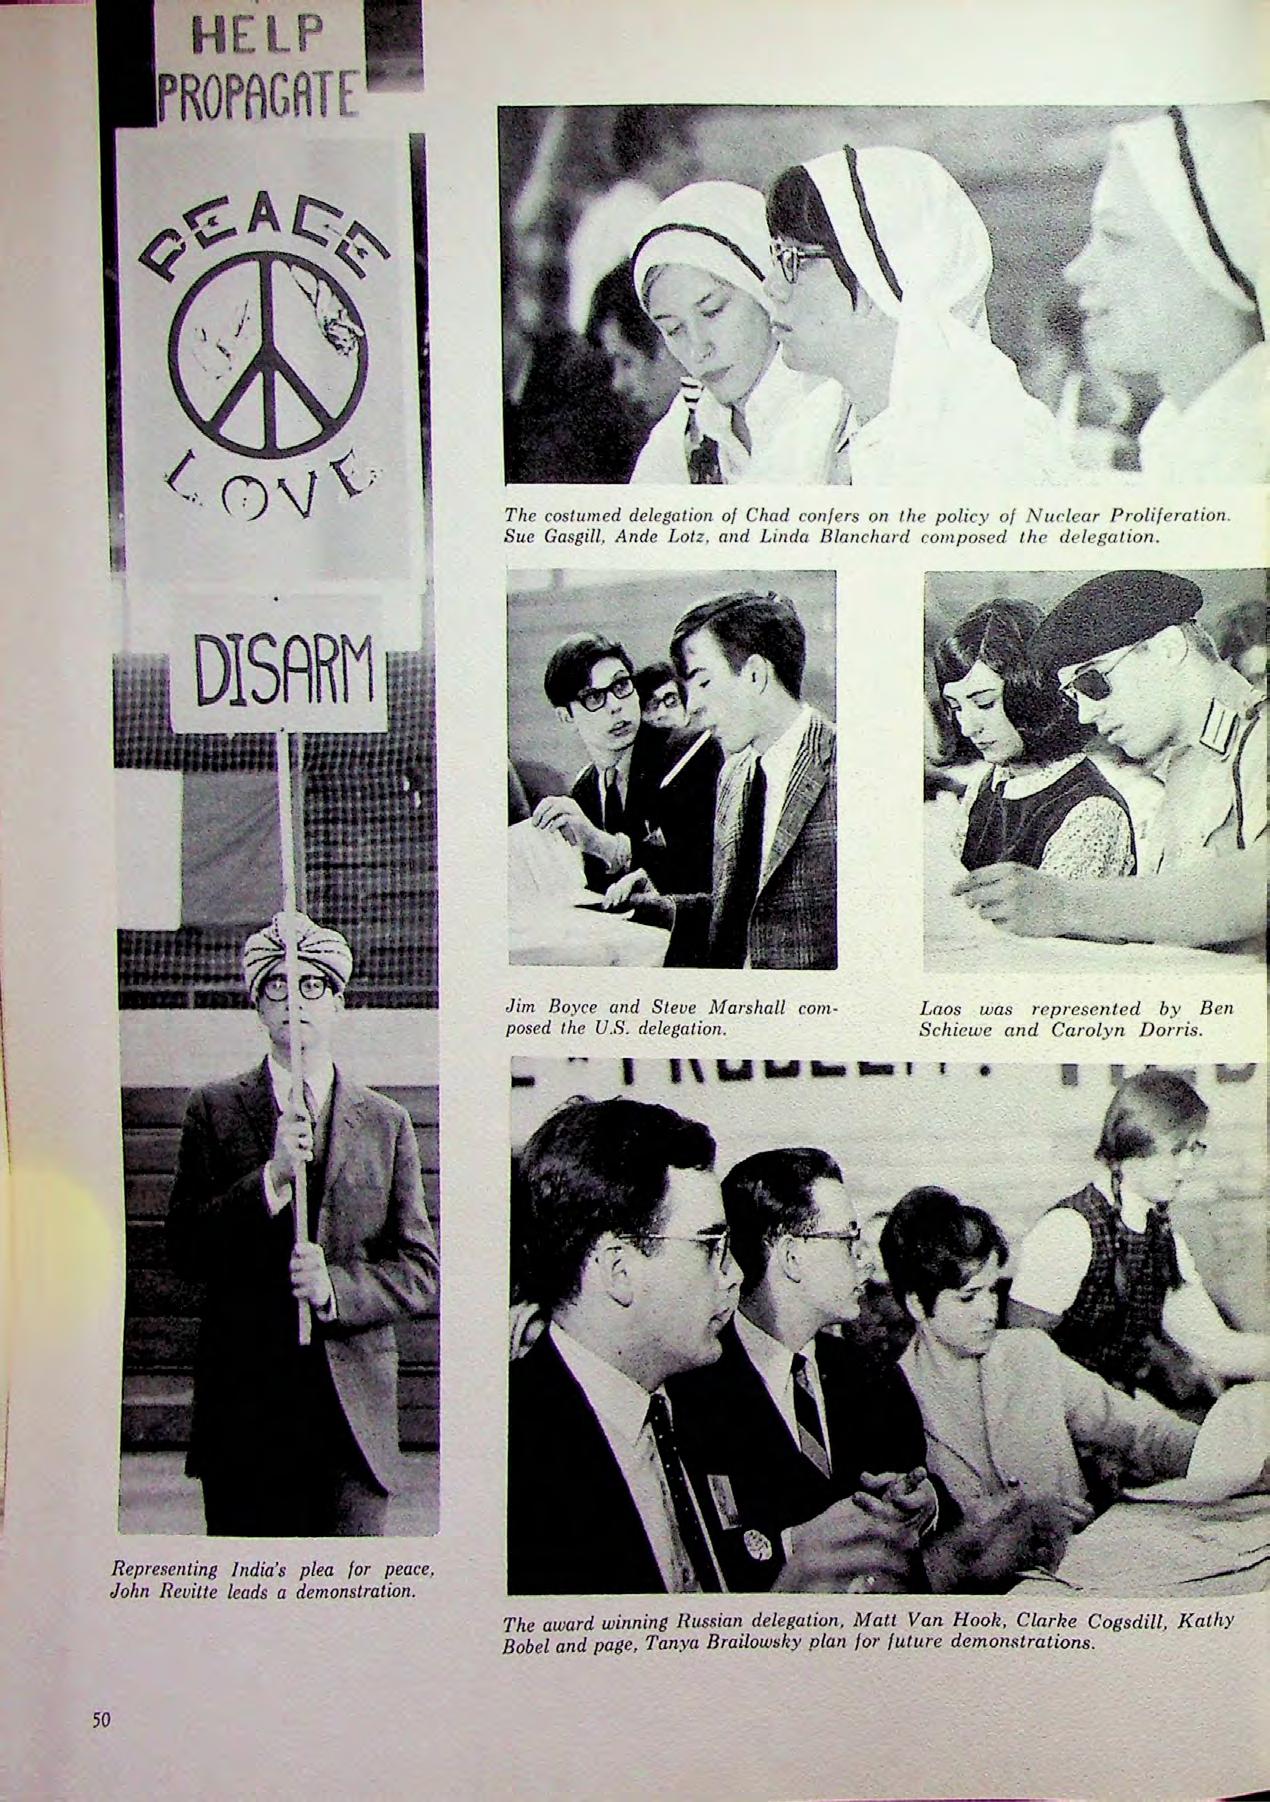 HELP
PROPAGATE
PEACE
LOVE
DISARM
The costumed delegation of Chad confers on the policy of Nuclear Proliferation.
Sue Gasgill, Ande Lotz, and Linda Blanchard composed the delegation.
Jim Boyce and Steve Marshall com-
posed the U.S. delegation.
Laos was represented by Ben
Schiewe and Carolyn Dorris.
Representing India's plea for peace,
John Revitte leads a demonstration.
The award winning Russian delegation, Matt Van Hook, Clarke Cogsdill, Kathy
Bobel and page, Tanya Brailowsky plan for future demonstrations.
50